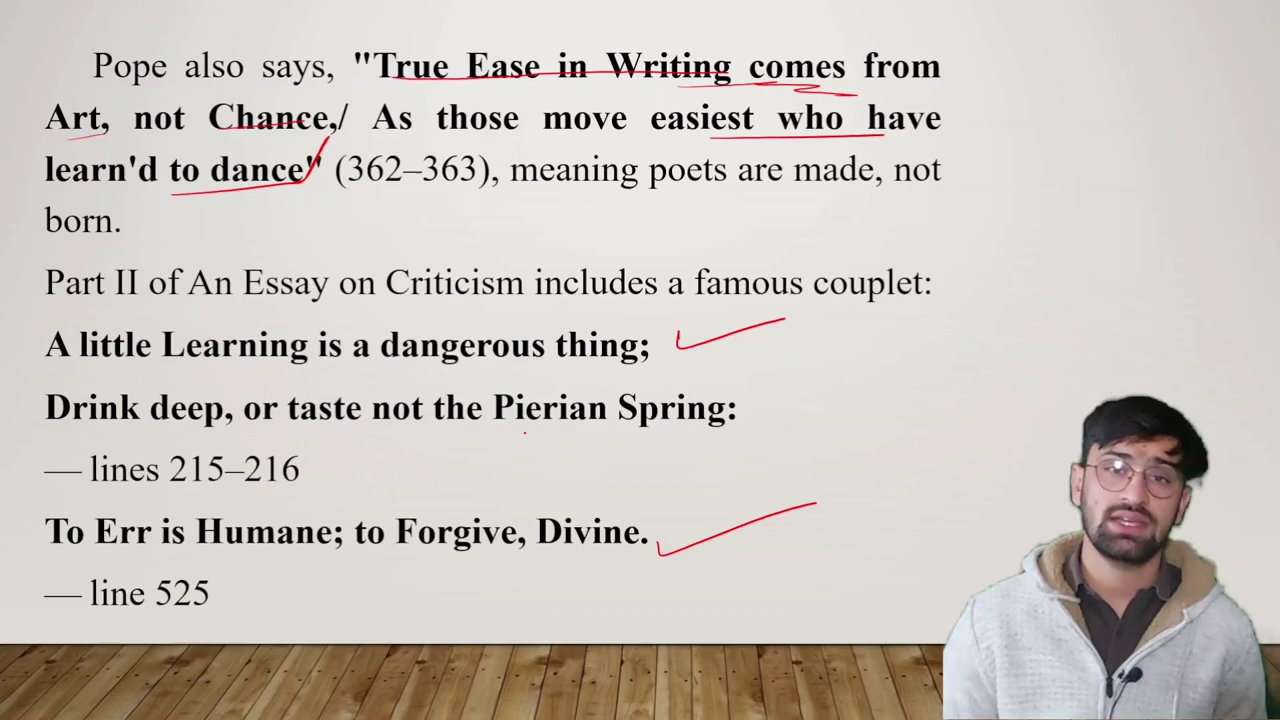 Pope also says, "True Ease in Writing comes from
Art, not Chance,/ As those move easiest who have
learn'd to dance" (362–363), meaning poets are made, not
born.
Part II of An Essay on Criticism includes a famous couplet:
A little Learning is a dangerous thing;
Drink deep, or taste not the Pierian Spring:
— lines 215–216
To Err is Humane; to Forgive, Divine.
— line 525